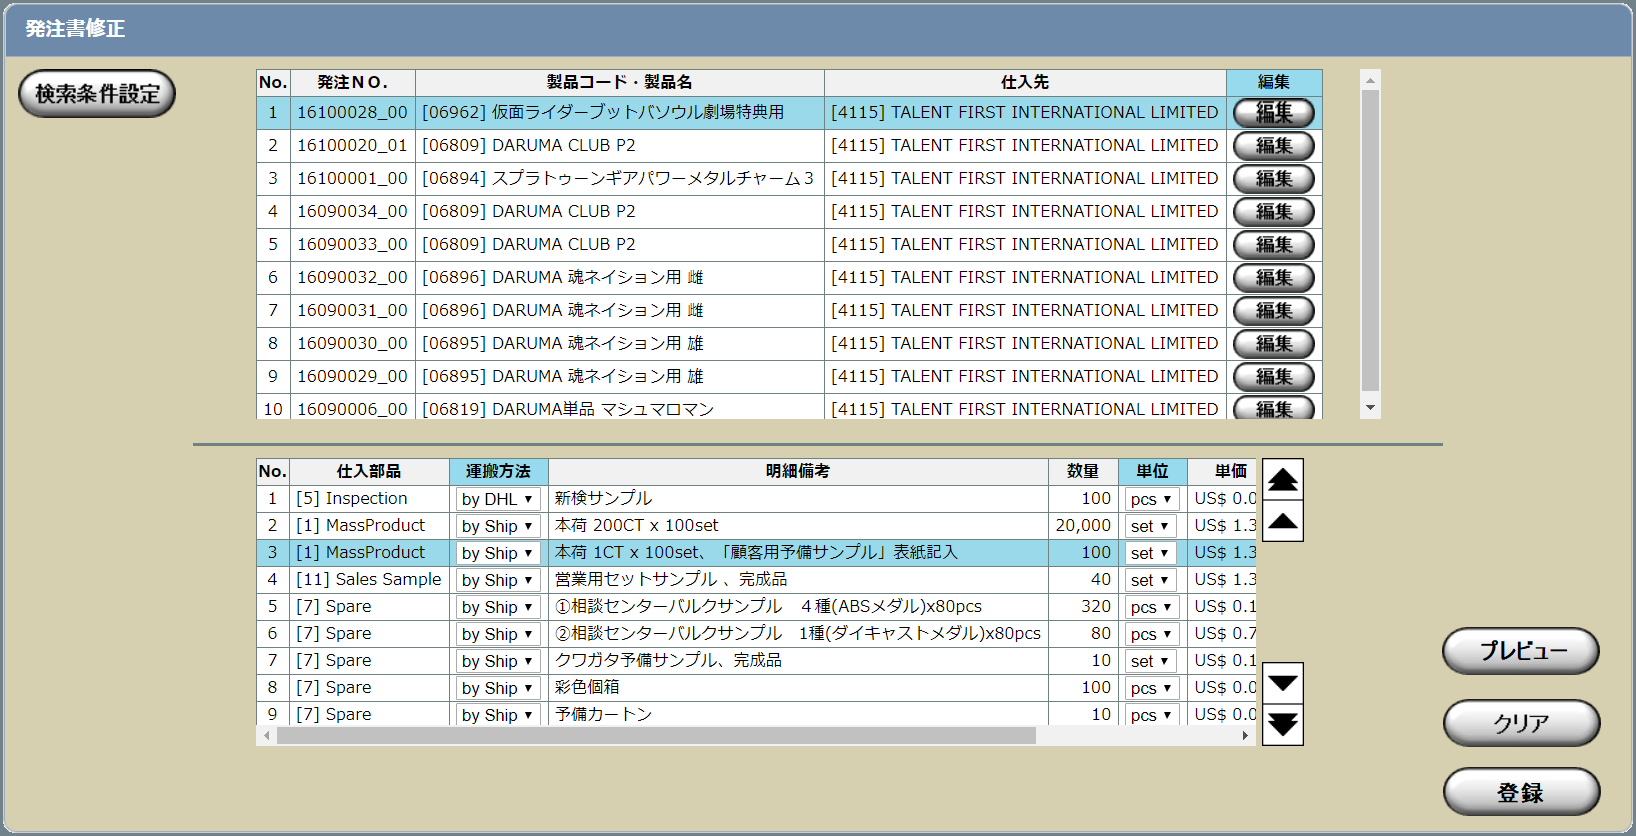 発注書修正
検索条件設定
No. 発注ＮＯ. 製品コード・製品名 仕入先 編集
1 16100028_00 [06962] 仮面ライダーブットバソウル劇場特典用 [4115] TALENT FIRST INTERNATIONAL LIMITED 編集
2 16100020_01 [06809] DARUMA CLUB P2 [4115] TALENT FIRST INTERNATIONAL LIMITED 編集
3 16100001_00 [06894] スプラトゥーンギアパワーメタルチャーム３ [4115] TALENT FIRST INTERNATIONAL LIMITED 編集
4 16090034_00 [06809] DARUMA CLUB P2 [4115] TALENT FIRST INTERNATIONAL LIMITED 編集
5 16090033_00 [06809] DARUMA CLUB P2 [4115] TALENT FIRST INTERNATIONAL LIMITED 編集
6 16090032_00 [06896] DARUMA 魂ネイション用 雌 [4115] TALENT FIRST INTERNATIONAL LIMITED 編集
7 16090031_00 [06896] DARUMA 魂ネイション用 雌 [4115] TALENT FIRST INTERNATIONAL LIMITED 編集
8 16090030_00 [06895] DARUMA 魂ネイション用 雄 [4115] TALENT FIRST INTERNATIONAL LIMITED 編集
9 16090029_00 [06895] DARUMA 魂ネイション用 雄 [4115] TALENT FIRST INTERNATIONAL LIMITED 編集
10 16090006_00 [06819] DARUMA単品 マシュマロマン [4115] TALENT FIRST INTERNATIONAL LIMITED 編集
No. 仕入部品 運搬方法 明細備考 数量 単位 単価
1 [5] Inspection by DHL 新検サンプル 100 pcs US$ 0.0
2 [1] MassProduct by Ship 本荷 200CT x 100set 20,000 set US$ 1.3
3 [1] MassProduct by Ship 本荷 1CT x 100set、「顧客用予備サンプル」表紙記入 100 set US$ 1.3
4 [11] Sales Sample by Ship 営業用セットサンプル 、完成品 40 set US$ 1.3
5 [7] Spare by Ship ①相談センターバルクサンプル　４種(ABSメダル)x80pcs 320 pcs US$ 0.1
6 [7] Spare by Ship ②相談センターバルクサンプル　1種(ダイキャストメダル)x80pcs 80 pcs US$ 0.7
7 [7] Spare by Ship クワガタ予備サンプル、完成品 10 set US$ 0.1
8 [7] Spare by Ship 彩色個箱 100 pcs US$ 0.0
9 [7] Spare by Ship 予備カートン 10 pcs US$ 0.0
プレビュー
クリア
登録